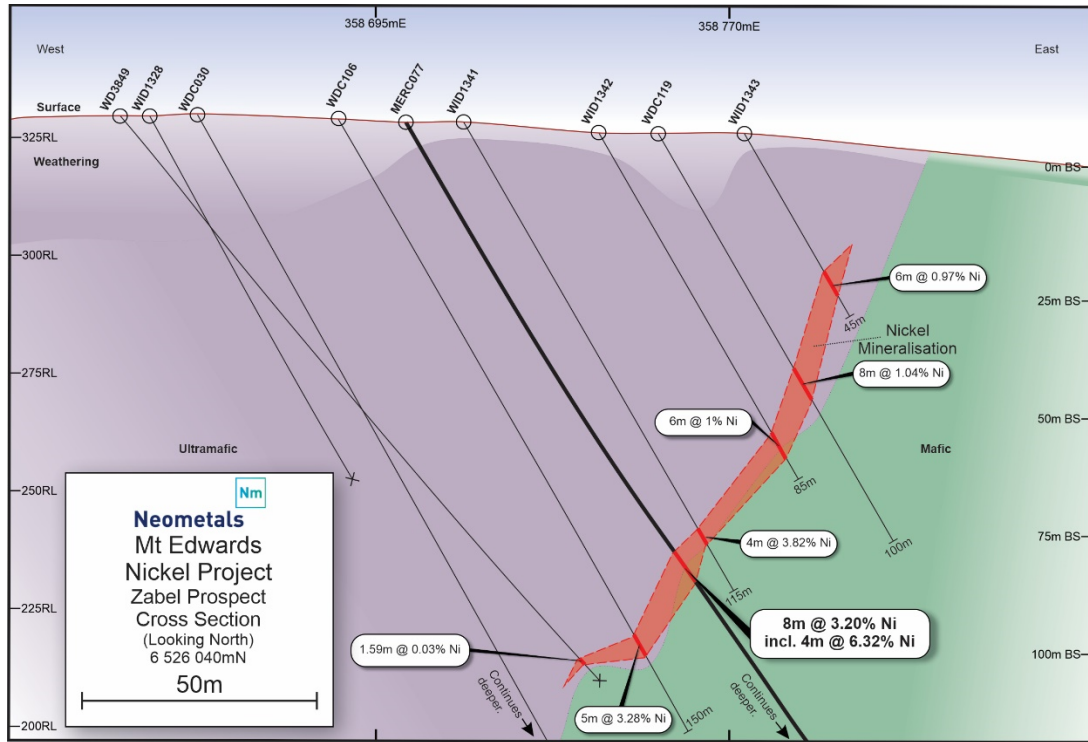 358 695mE
358 770mE
West
East
WD3849
WID1328
WDC030
WDC106
MERC077
WID1341
WID1342
WDC119
WID1343
Surface
325RL
Weathering
0m BS
300RL
6m @ 0.97% Ni
25m BS
45m
Nickel
Mineralisation
275RL
8m @ 1.04% Ni
6m @ 1% Ni
50m BS
Ultramafic
Mafic
85m
250RL
Nm
Neometals
Mt Edwards
Nickel Project
Zabel Prospect
Cross Section
(Looking North)
6 526 040mN
50m
4m @ 3.82% Ni
75m BS
100m
115m
225RL
8m @ 3.20% Ni
incl. 4m @ 6.32% Ni
1.59m @ 0.03% Ni
100m BS
Continues
deeper.
5m @ 3.28% Ni
150m
Continues
deeper.
200RL